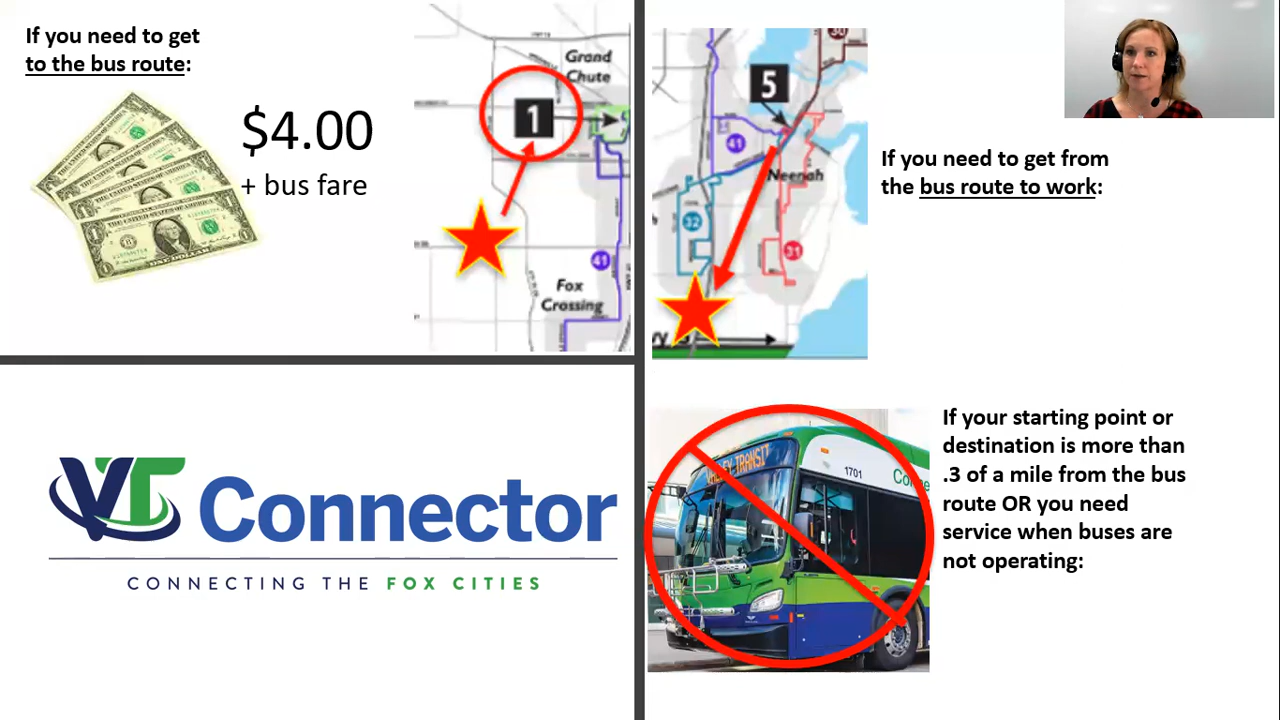 If you need to get
to the bus route:
$4.00
+ bus fare
Grand
Chute
1
41
Fox
Crossing
30
5
41
Neenah
32
31
If you need to get from
the bus route to work:
VT Connector
CONNECTING THE FOX CITIES
VALLEY TRANSIT
1701
Conne
If your starting point or
destination is more than
.3 of a mile from the bus
route OR you need
service when buses are
not operating: